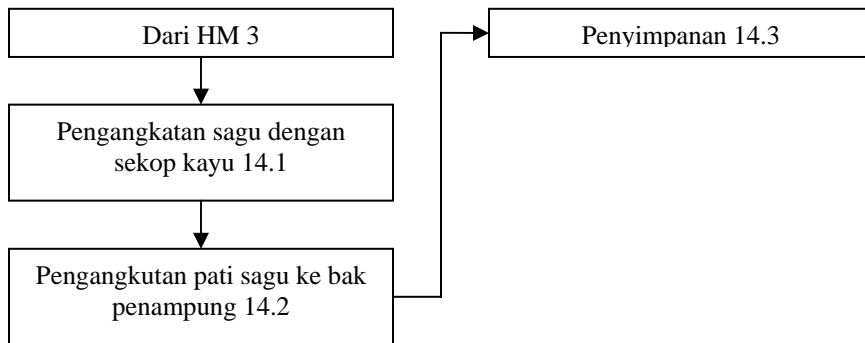 Dari HM 3
Pengangkatan sagu dengan
sekop kayu 14.1
Pengangkutan pati sagu ke bak
penampung 14.2
Penyimpanan 14.3